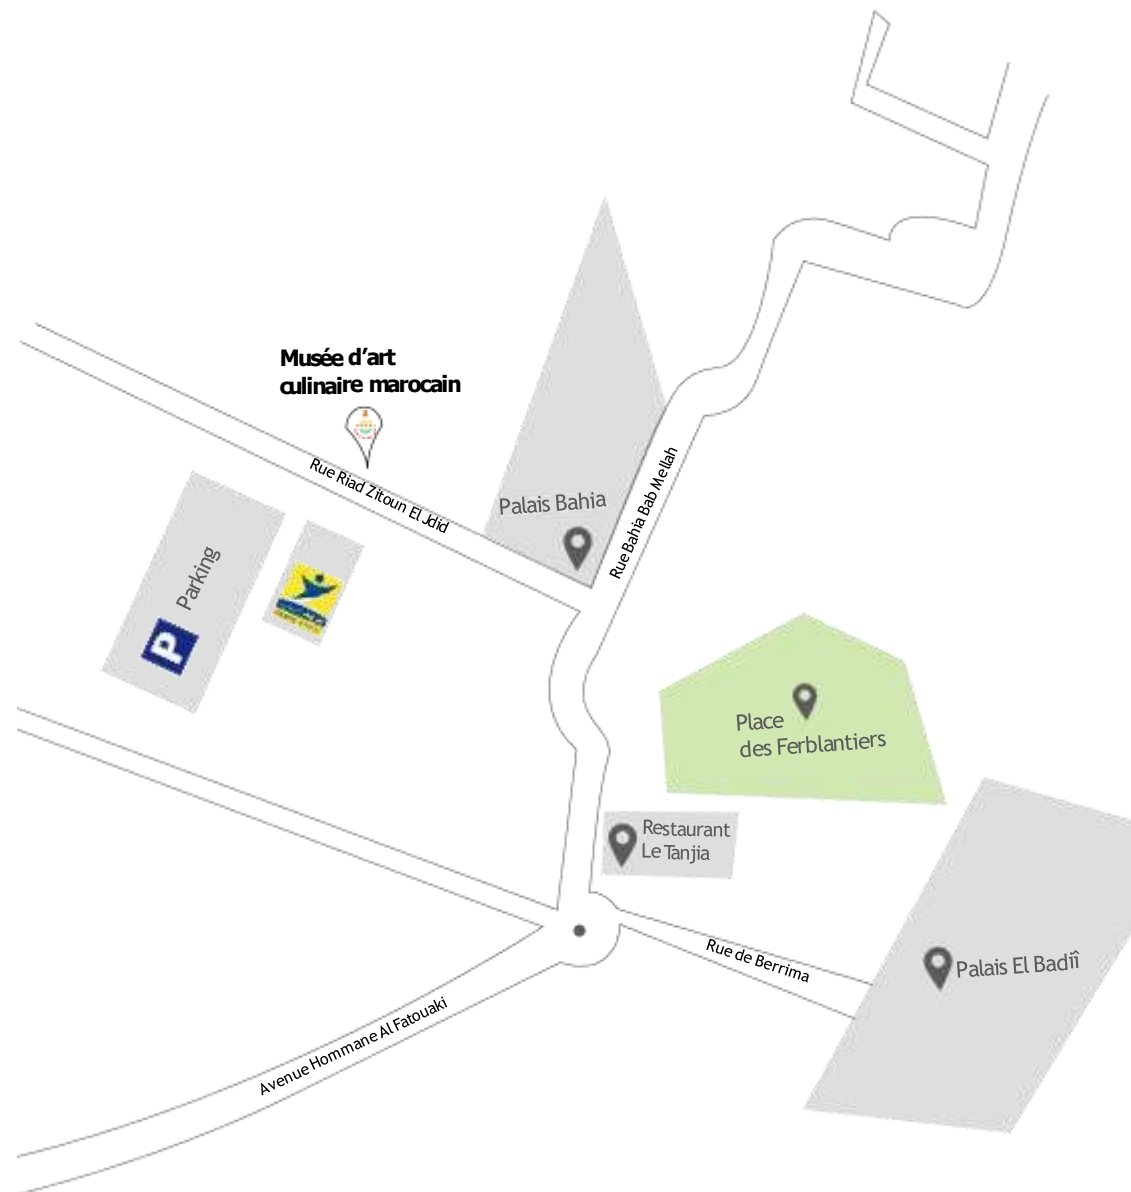 Musée d'art
culinaire marocain
Rue Riad Zitoun El Jdid
Palais Bahia
Rue Bahia Bab Mellah
Parking
P
Place
des Ferblantiers
Restaurant
Le Tanjia
Rue de Berrima
Palais El Badiî
Avenue Hommane Al Fatouaki